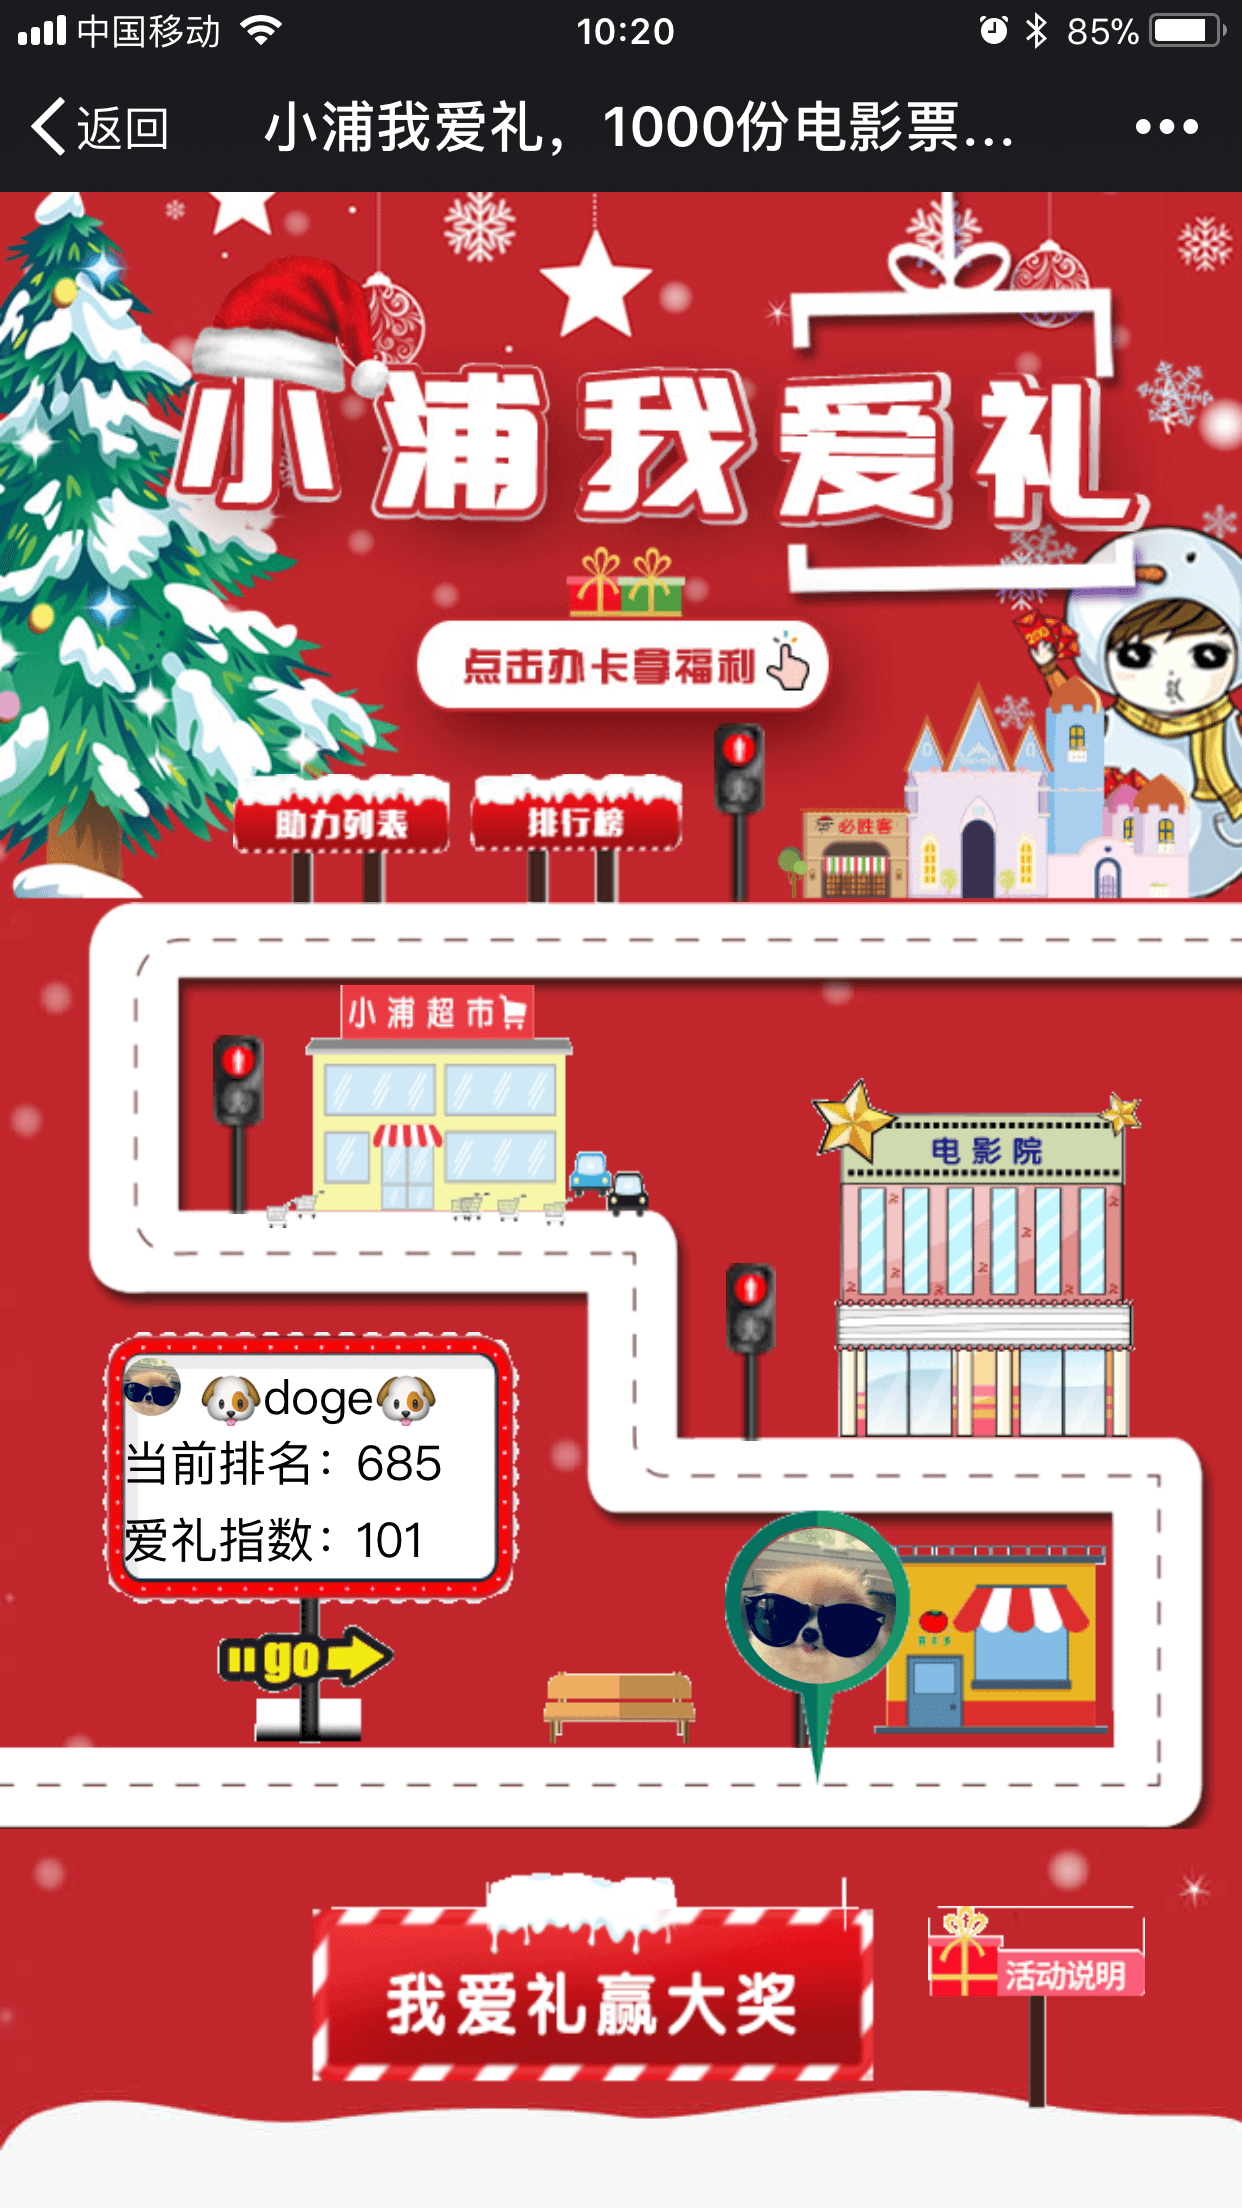 中国移动
10:20
85%
返回
小浦我爱礼，1000份电影票...
小浦我爱礼
点击办卡拿福利
助力列表
排行榜
必胜客
小浦超市
电影院
🐶doge🐶
当前排名：685
爱礼指数：101
go
我爱礼赢大奖
活动说明